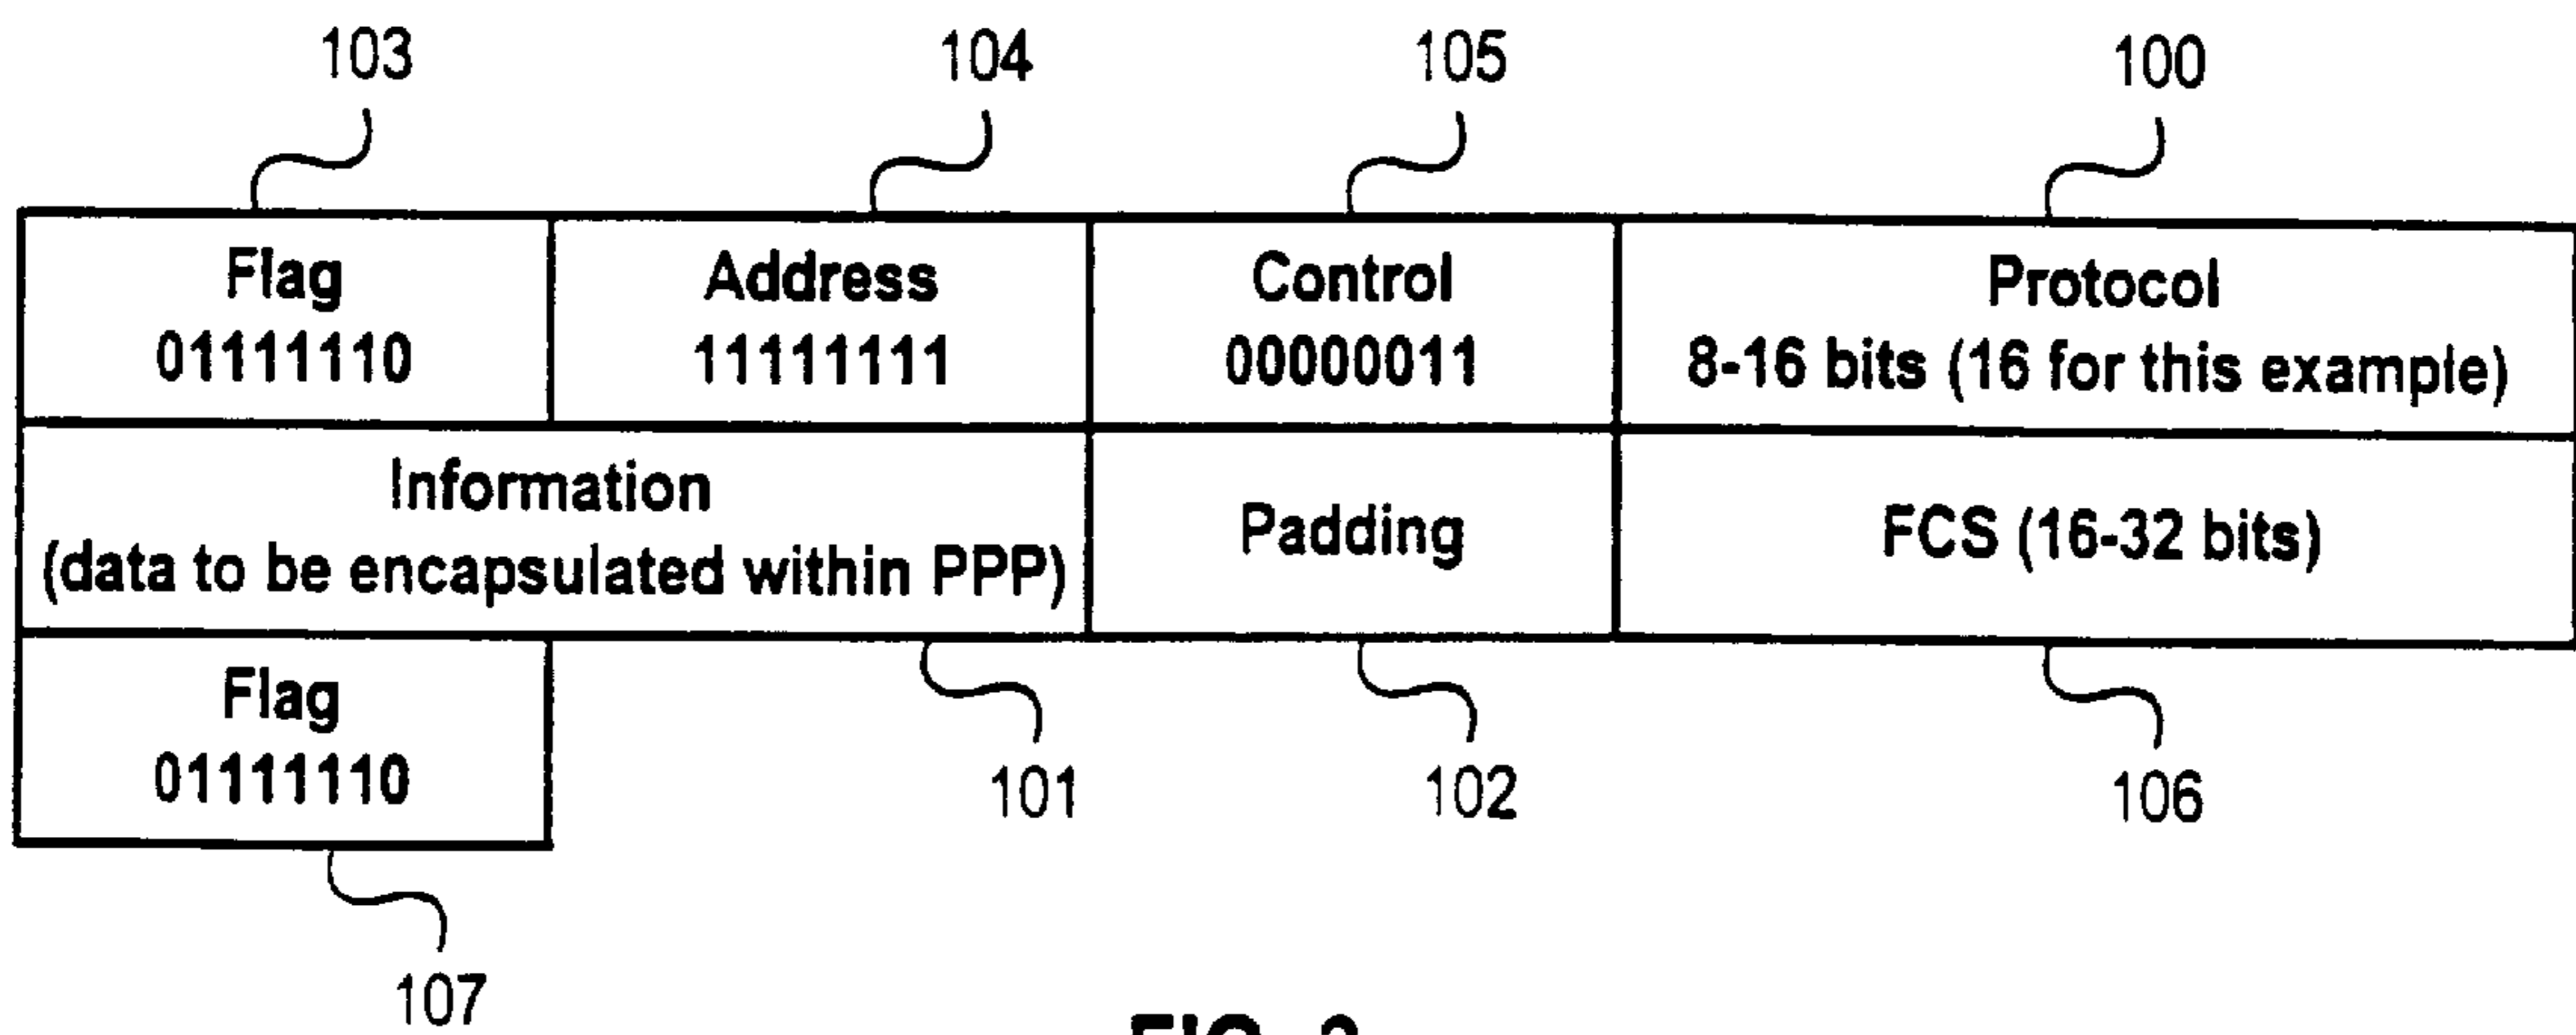 103 104 105 100
Flag Address Control Protocol
01111110 11111111 00000011 8-16 bits (16 for this example)
Information
(data to be encapsulated within PPP)
Padding
FCS (16-32 bits)
Flag
01111110
101 102 106
107